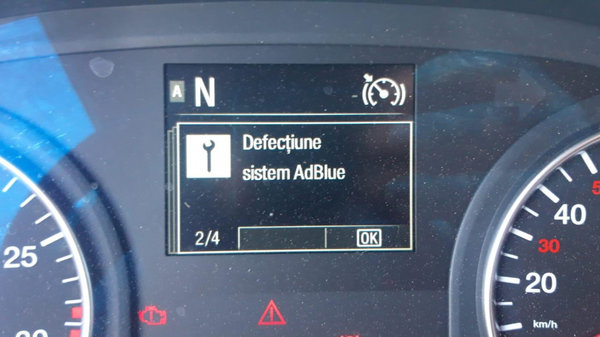 A N
Defecțiune
sistem AdBlue
2/4 OK
25
40
30
20
km/h